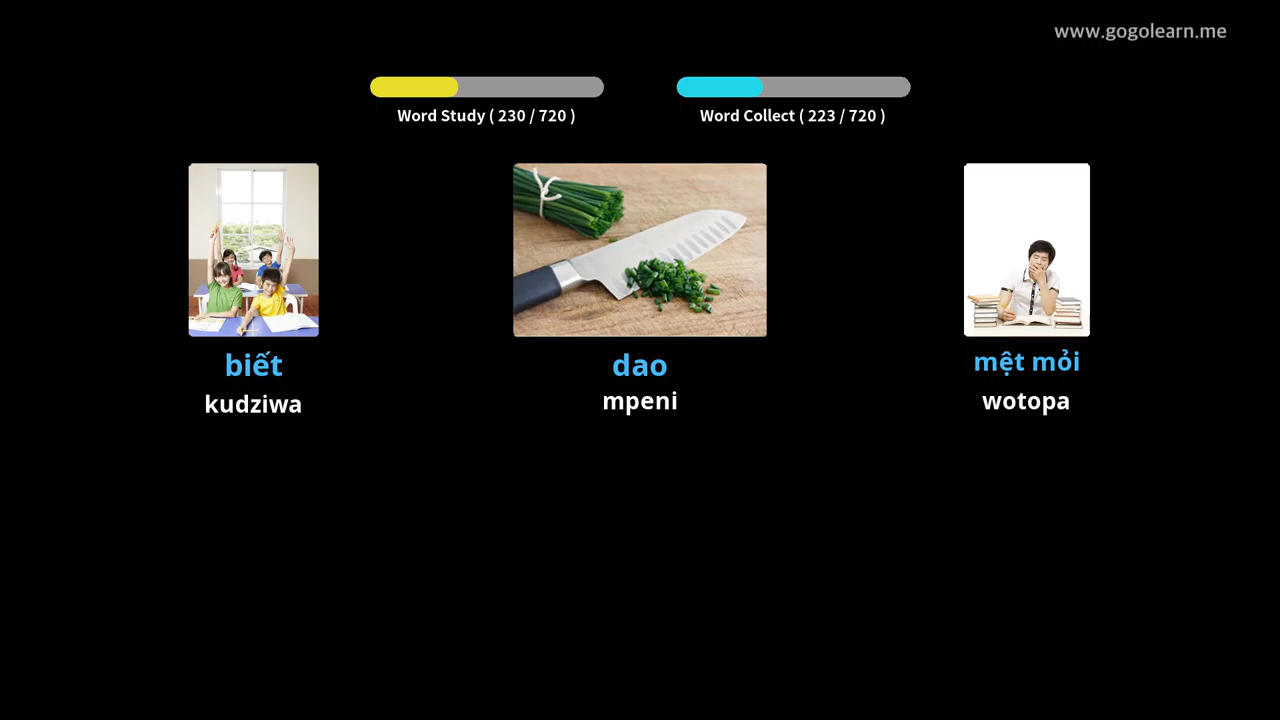 www.gogolearn.me
Word Study ( 230 / 720 )
Word Collect ( 223 / 720 )
biết
kudziwa
dao
mpeni
mệt mỏi
wotopa